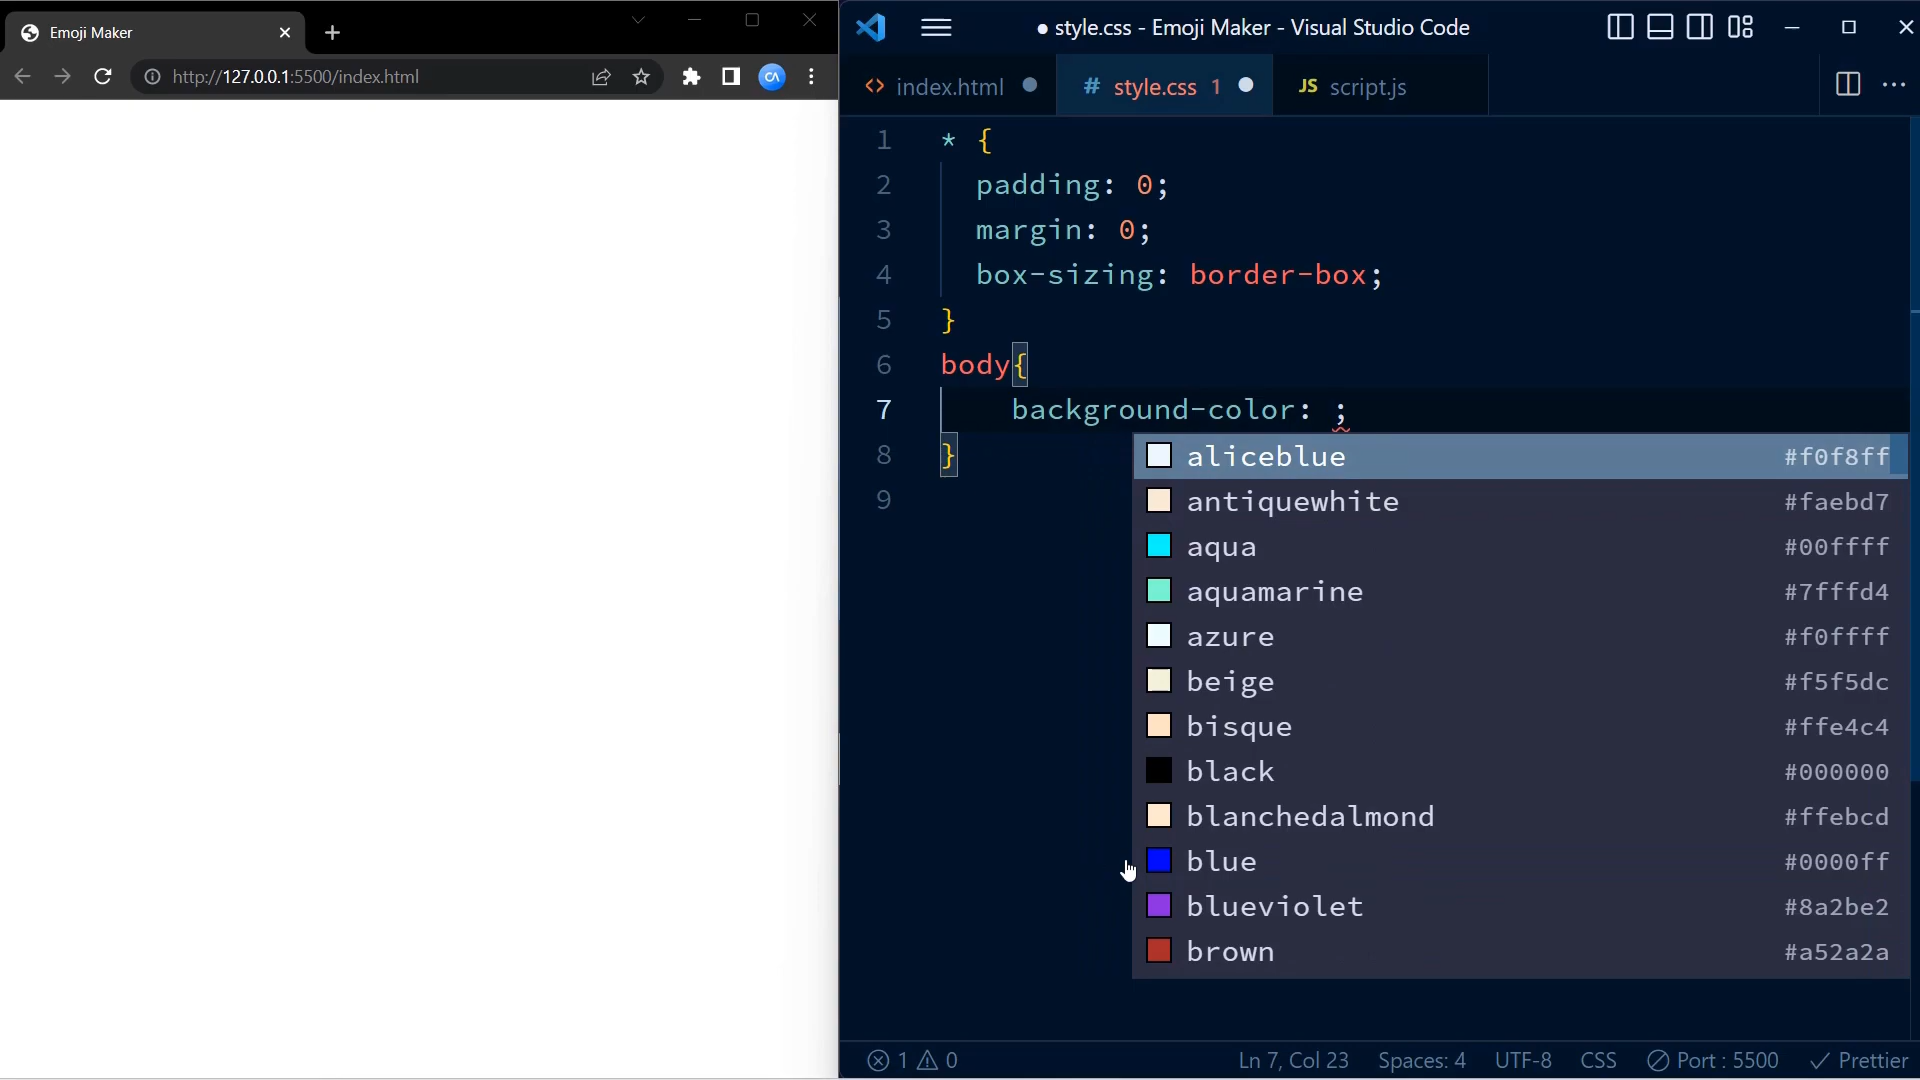 Emoji Maker
http://127.0.0.1:5500/index.html
CA
● style.css - Emoji Maker - Visual Studio Code
<> index.html ●
# style.css 1 ●
JS script.js
1 * {
2 padding: 0;
3 margin: 0;
4 box-sizing: border-box;
5 }
6 body{
7 background-color: ;
8 }
9
aliceblue #f0f8ff
antiquewhite #faebd7
aqua #00ffff
aquamarine #7fffd4
azure #f0ffff
beige #f5f5dc
bisque #ffe4c4
black #000000
blanchedalmond #ffebcd
blue #0000ff
blueviolet #8a2be2
brown #a52a2a
1 0 Ln 7, Col 23 Spaces: 4 UTF-8 CSS Port : 5500 Prettier